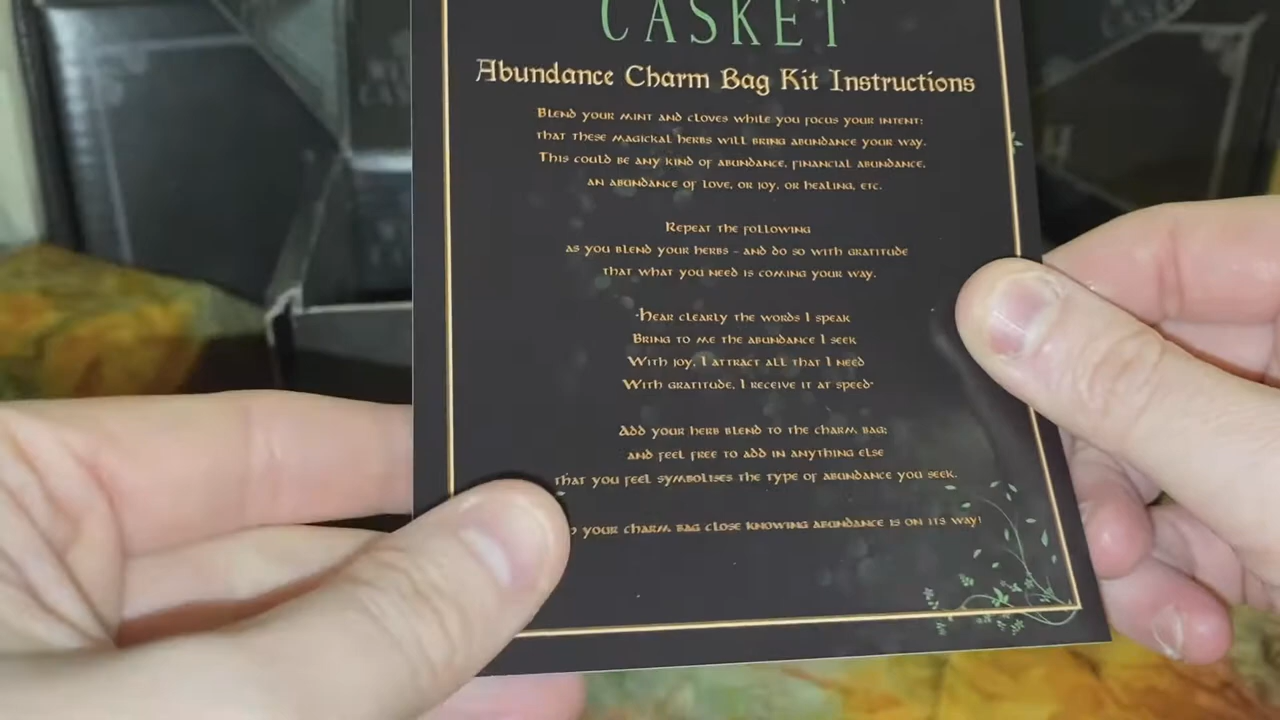 CASKET
Abundance Charm Bag Kit Instructions
Blend your mint and cloves while you focus your intent:
that these magickal herbs will bring abundance your way.
This could be any kind of abundance, financial abundance,
an abundance of love, or joy, or healing, etc.
Repeat the following
as you blend your herbs - and do so with gratitude
that what you need is coming your way.
"Hear clearly the words I speak
Bring to me the abundance I seek
With joy, I attract all that I need
With gratitude, I receive it at speed"
Add your herb blend to the charm bag;
and feel free to add in anything else
that you feel symbolises the type of abundance you seek.
your charm bag close knowing abundance is on its way!